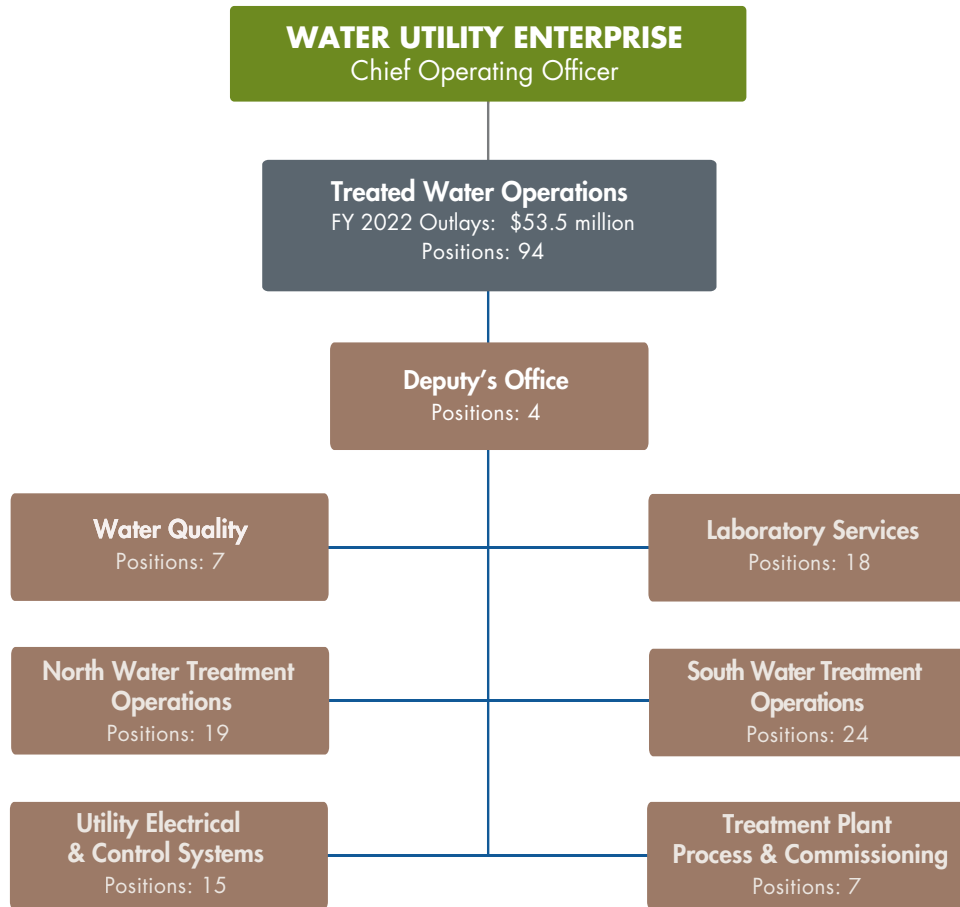 WATER UTILITY ENTERPRISE
Chief Operating Officer
Treated Water Operations
FY 2022 Outlays: $53.5 million
Positions: 94
Deputy’s Office
Positions: 4
Water Quality
Positions: 7
Laboratory Services
Positions: 18
North Water Treatment
Operations
Positions: 19
South Water Treatment
Operations
Positions: 24
Utility Electrical
& Control Systems
Positions: 15
Treatment Plant
Process & Commissioning
Positions: 7